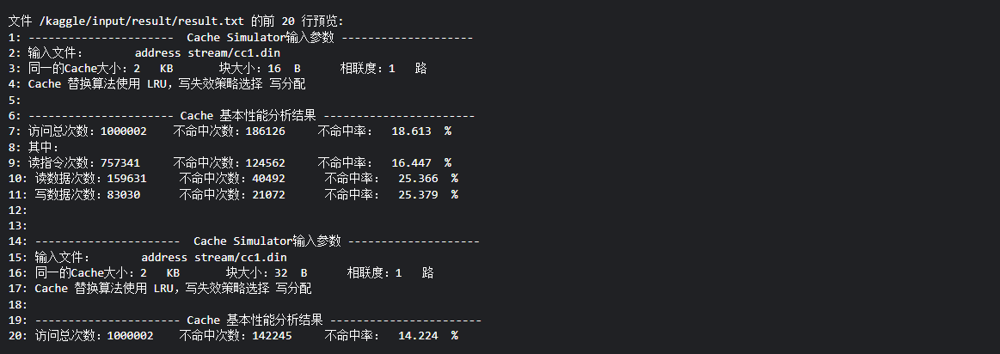 文件 /kaggle/input/result/result.txt 的前 20 行预览:
1: ---------------------- Cache Simulator输入参数 --------------------
2: 输入文件: address stream/cc1.din
3: 同一的Cache大小: 2 KB 块大小: 16 B 相联度: 1 路
4: Cache 替换算法使用 LRU, 写失效策略选择 写分配
5:
6: ---------------------- Cache 基本性能分析结果 -----------------------
7: 访问总次数: 1000002 不命中次数: 186126 不命中率: 18.613 %
8: 其中:
9: 读指令次数: 757341 不命中次数: 124562 不命中率: 16.447 %
10: 读数据次数: 159631 不命中次数: 40492 不命中率: 25.366 %
11: 写数据次数: 83030 不命中次数: 21072 不命中率: 25.379 %
12:
13:
14: ---------------------- Cache Simulator输入参数 --------------------
15: 输入文件: address stream/cc1.din
16: 同一的Cache大小: 2 KB 块大小: 32 B 相联度: 1 路
17: Cache 替换算法使用 LRU, 写失效策略选择 写分配
18:
19: ---------------------- Cache 基本性能分析结果 -----------------------
20: 访问总次数: 1000002 不命中次数: 142245 不命中率: 14.224 %